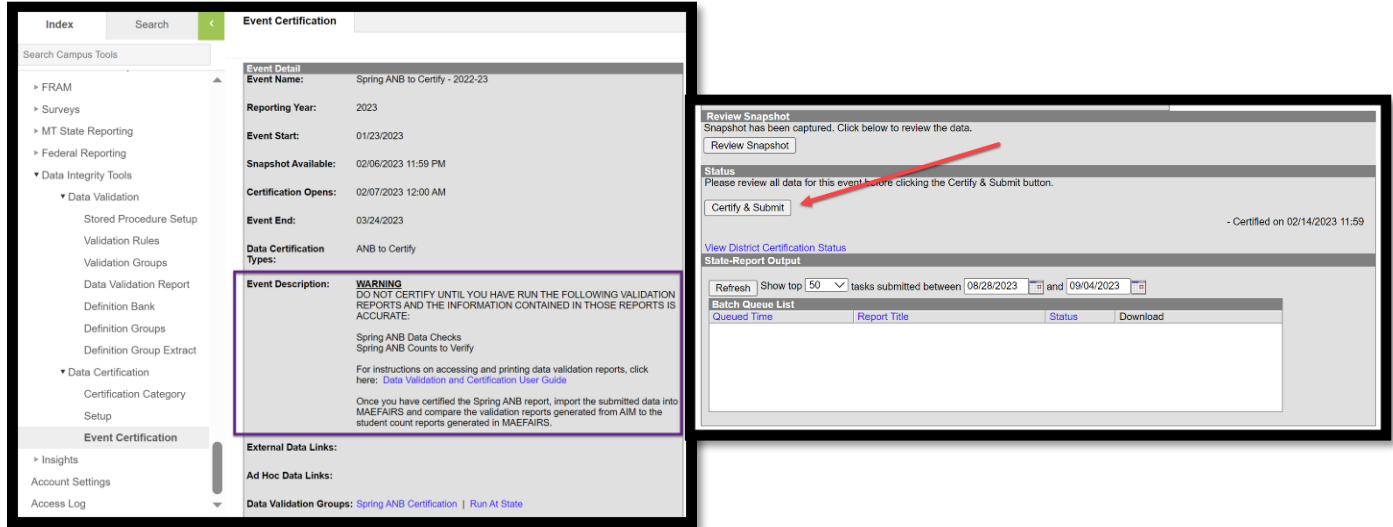 Index
Search
<
Search Campus Tools
FRAM
Surveys
MT State Reporting
Federal Reporting
Data Integrity Tools
Data Validation
Stored Procedure Setup
Validation Rules
Validation Groups
Data Validation Report
Definition Bank
Definition Groups
Definition Group Extract
Data Certification
Certification Category
Setup
Event Certification
Insights
Account Settings
Access Log
Event Certification
Event Detail
Event Name: Spring ANB to Certify - 2022-23
Reporting Year: 2023
Event Start: 01/23/2023
Snapshot Available: 02/06/2023 11:59 PM
Certification Opens: 02/07/2023 12:00 AM
Event End: 03/24/2023
Data Certification ANB to Certify
Types:
Event Description: WARNING
DO NOT CERTIFY UNTIL YOU HAVE RUN THE FOLLOWING VALIDATION
REPORTS AND THE INFORMATION CONTAINED IN THOSE REPORTS IS
ACCURATE:
Spring ANB Data Checks
Spring ANB Counts to Verify
For instructions on accessing and printing data validation reports, click
here: Data Validation and Certification User Guide
Once you have certified the Spring ANB report, import the submitted data into
MAEFAIRS and compare the validation reports generated from AIM to the
student count reports generated in MAEFAIRS.
External Data Links:
Ad Hoc Data Links:
Data Validation Groups: Spring ANB Certification | Run At State
Review Snapshot
Snapshot has been captured. Click below to review the data.
Review Snapshot
Status
Please review all data for this event before clicking the Certify & Submit button.
Certify & Submit
- Certified on 02/14/2023 11:59
View District Certification Status
State-Report Output
Refresh Show top 50 tasks submitted between 08/28/2023 and 09/04/2023
Batch Queue List
Queued Time Report Title Status Download